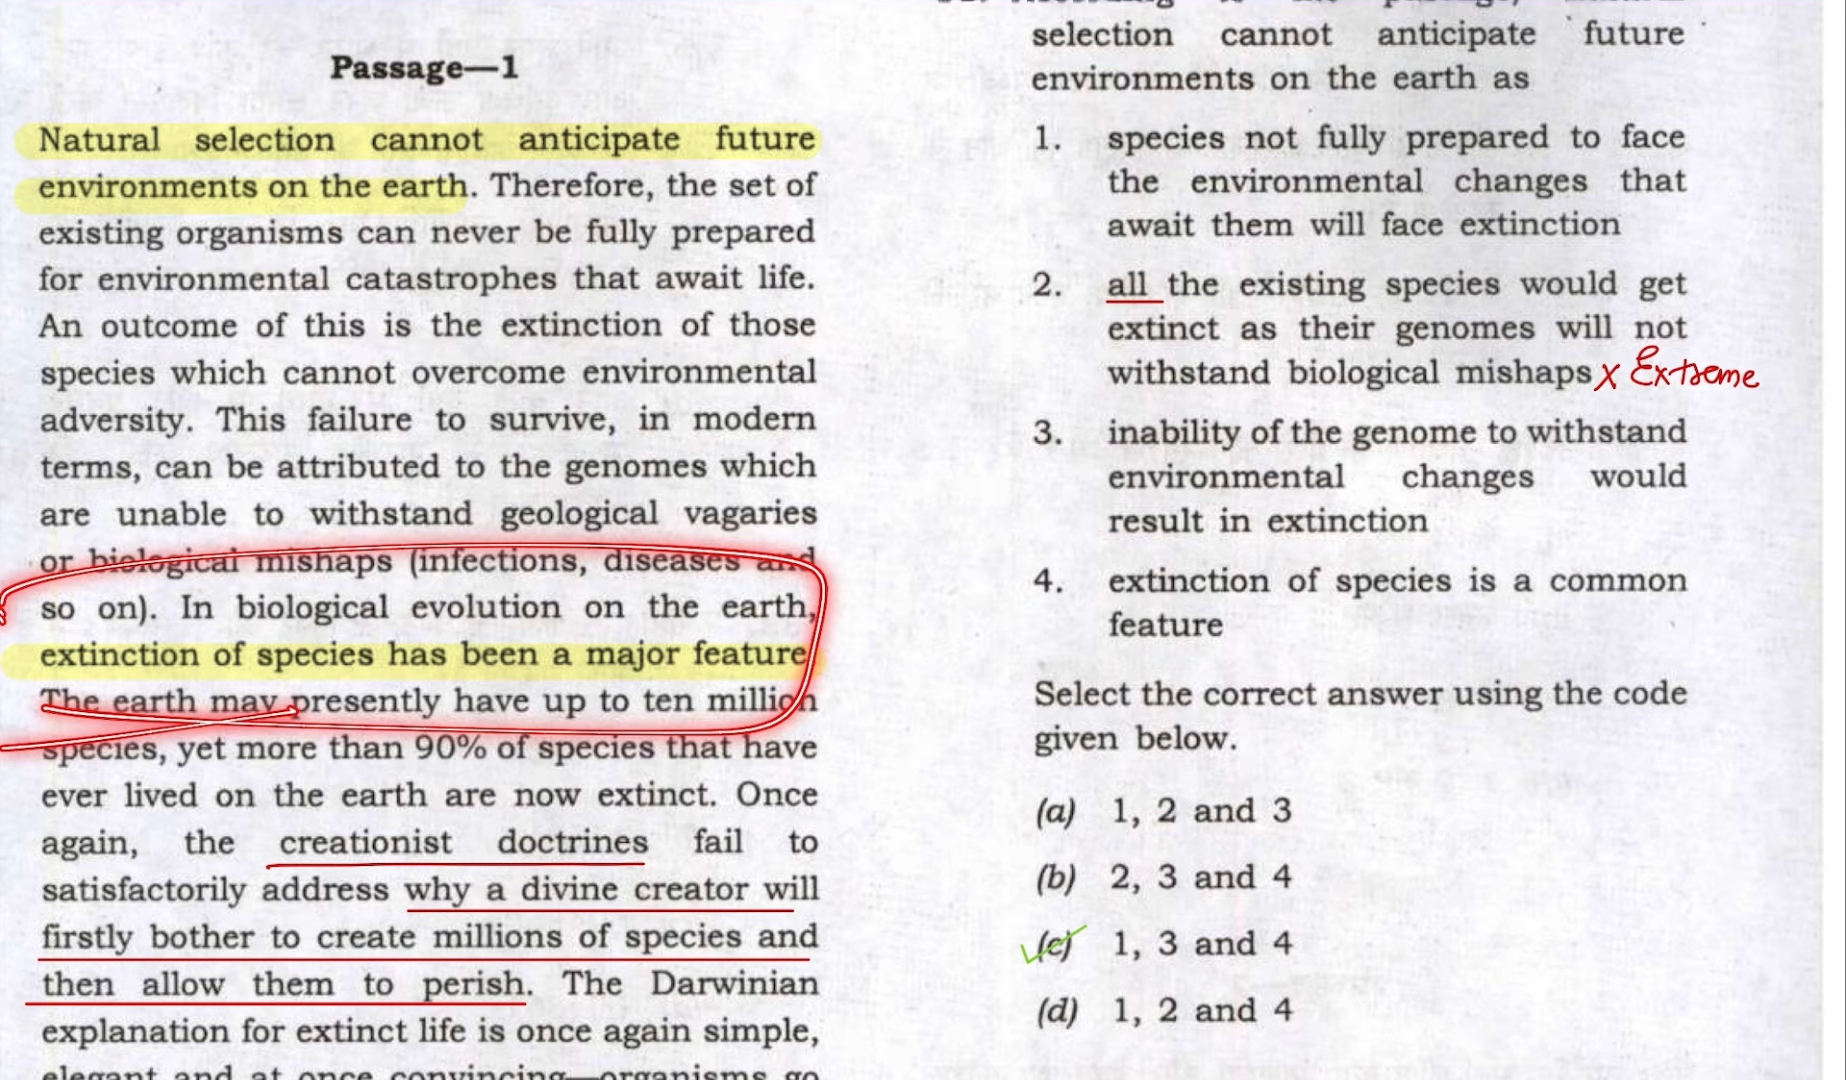 Passage—1
Natural selection cannot anticipate future
environments on the earth. Therefore, the set of
existing organisms can never be fully prepared
for environmental catastrophes that await life.
An outcome of this is the extinction of those
species which cannot overcome environmental
adversity. This failure to survive, in modern
terms, can be attributed to the genomes which
are unable to withstand geological vagaries
or biological mishaps (infections, diseases and
so on). In biological evolution on the earth,
extinction of species has been a major feature
The earth may presently have up to ten million
species, yet more than 90% of species that have
ever lived on the earth are now extinct. Once
again, the creationist doctrines fail to
satisfactorily address why a divine creator will
firstly bother to create millions of species and
then allow them to perish. The Darwinian
explanation for extinct life is once again simple,
elegant and at once convincing—organisms go
selection cannot anticipate future
environments on the earth as
1. species not fully prepared to face
the environmental changes that
await them will face extinction
2. all the existing species would get
extinct as their genomes will not
withstand biological mishaps X Extreme
3. inability of the genome to withstand
environmental changes would
result in extinction
4. extinction of species is a common
feature
Select the correct answer using the code
given below.
(a) 1, 2 and 3
(b) 2, 3 and 4
(c) 1, 3 and 4
(d) 1, 2 and 4